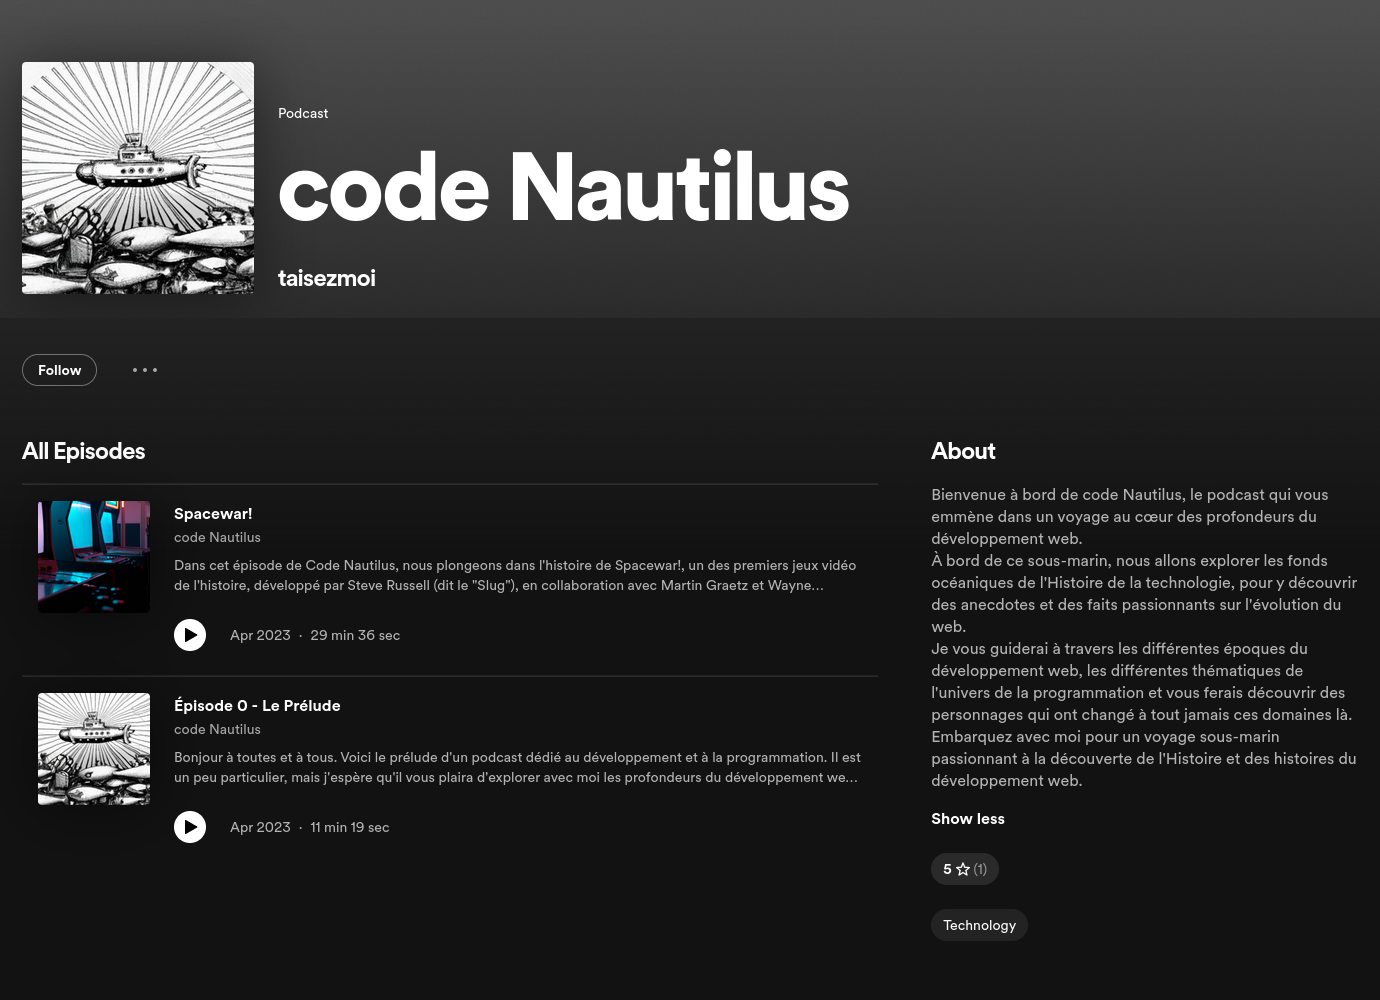 Podcast
code Nautilus
taisezmoi
Follow
All Episodes
Spacewar!
code Nautilus
Dans cet épisode de Code Nautilus, nous plongeons dans l'histoire de Spacewar!, un des premiers jeux vidéo
de l'histoire, développé par Steve Russell (dit le "Slug"), en collaboration avec Martin Graetz et Wayne...
Apr 2023 · 29 min 36 sec
Épisode 0 - Le Prélude
code Nautilus
Bonjour à toutes et à tous. Voici le prélude d'un podcast dédié au développement et à la programmation. Il est
un peu particulier, mais j'espère qu'il vous plaira d'explorer avec moi les profondeurs du développement we...
Apr 2023 · 11 min 19 sec
About
Bienvenue à bord de code Nautilus, le podcast qui vous
emmène dans un voyage au cœur des profondeurs du
développement web.
À bord de ce sous-marin, nous allons explorer les fonds
océaniques de l'Histoire de la technologie, pour y découvrir
des anecdotes et des faits passionnants sur l'évolution du
web.
Je vous guiderai à travers les différentes époques du
développement web, les différentes thématiques de
l'univers de la programmation et vous ferais découvrir des
personnages qui ont changé à tout jamais ces domaines là.
Embarquez avec moi pour un voyage sous-marin
passionnant à la découverte de l'Histoire et des histoires du
développement web.
Show less
5 (1)
Technology